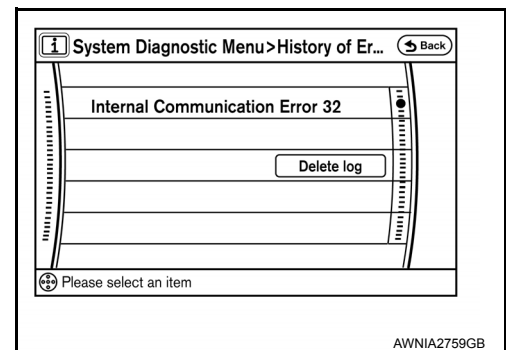 i System Diagnostic Menu>History of Er... Back
Internal Communication Error 32
Delete log
Please select an item
AWNIA2759GB